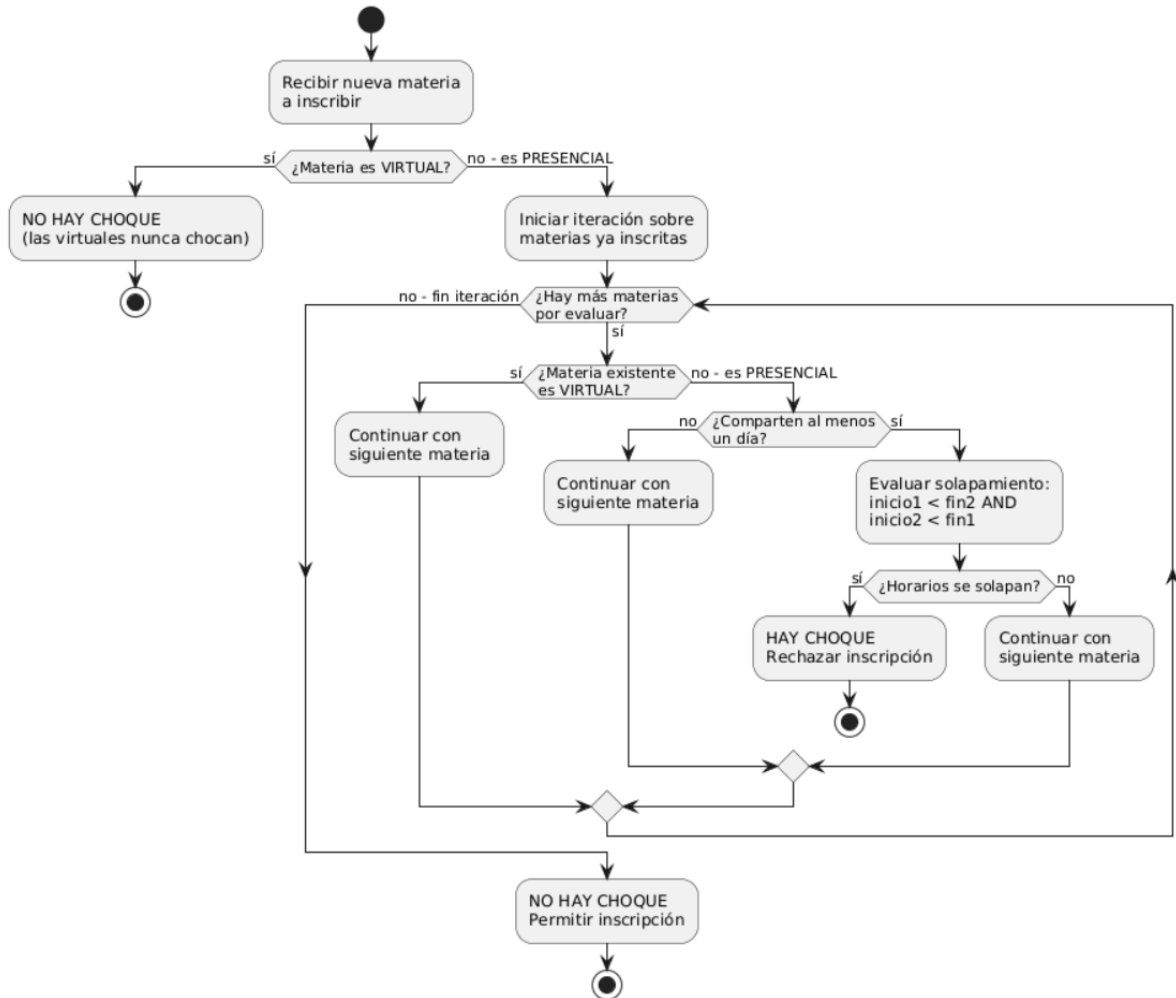 Recibir nueva materia
a inscribir
sí
¿Materia es VIRTUAL?
no - es PRESENCIAL
NO HAY CHOQUE
(las virtuales nunca chocan)
Iniciar iteración sobre
materias ya inscritas
no - fin iteración
¿Hay más materias
por evaluar?
sí
sí
¿Materia existente
es VIRTUAL?
no - es PRESENCIAL
Continuar con
siguiente materia
no
¿Comparten al menos
un día?
sí
Continuar con
siguiente materia
Evaluar solapamiento:
inicio1 < fin2 AND
inicio2 < fin1
sí
¿Horarios se solapan?
no
HAY CHOQUE
Rechazar inscripción
Continuar con
siguiente materia
NO HAY CHOQUE
Permitir inscripción